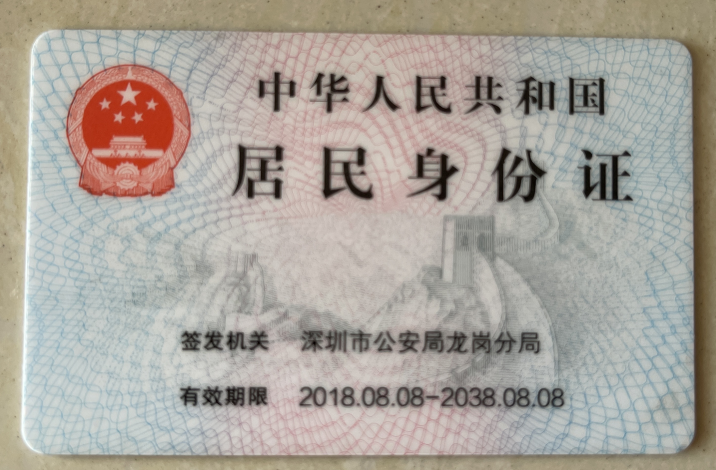 中华人民共和国
居民身份证
签发机关 深圳市公安局龙岗分局
有效期限 2018.08.08-2038.08.08